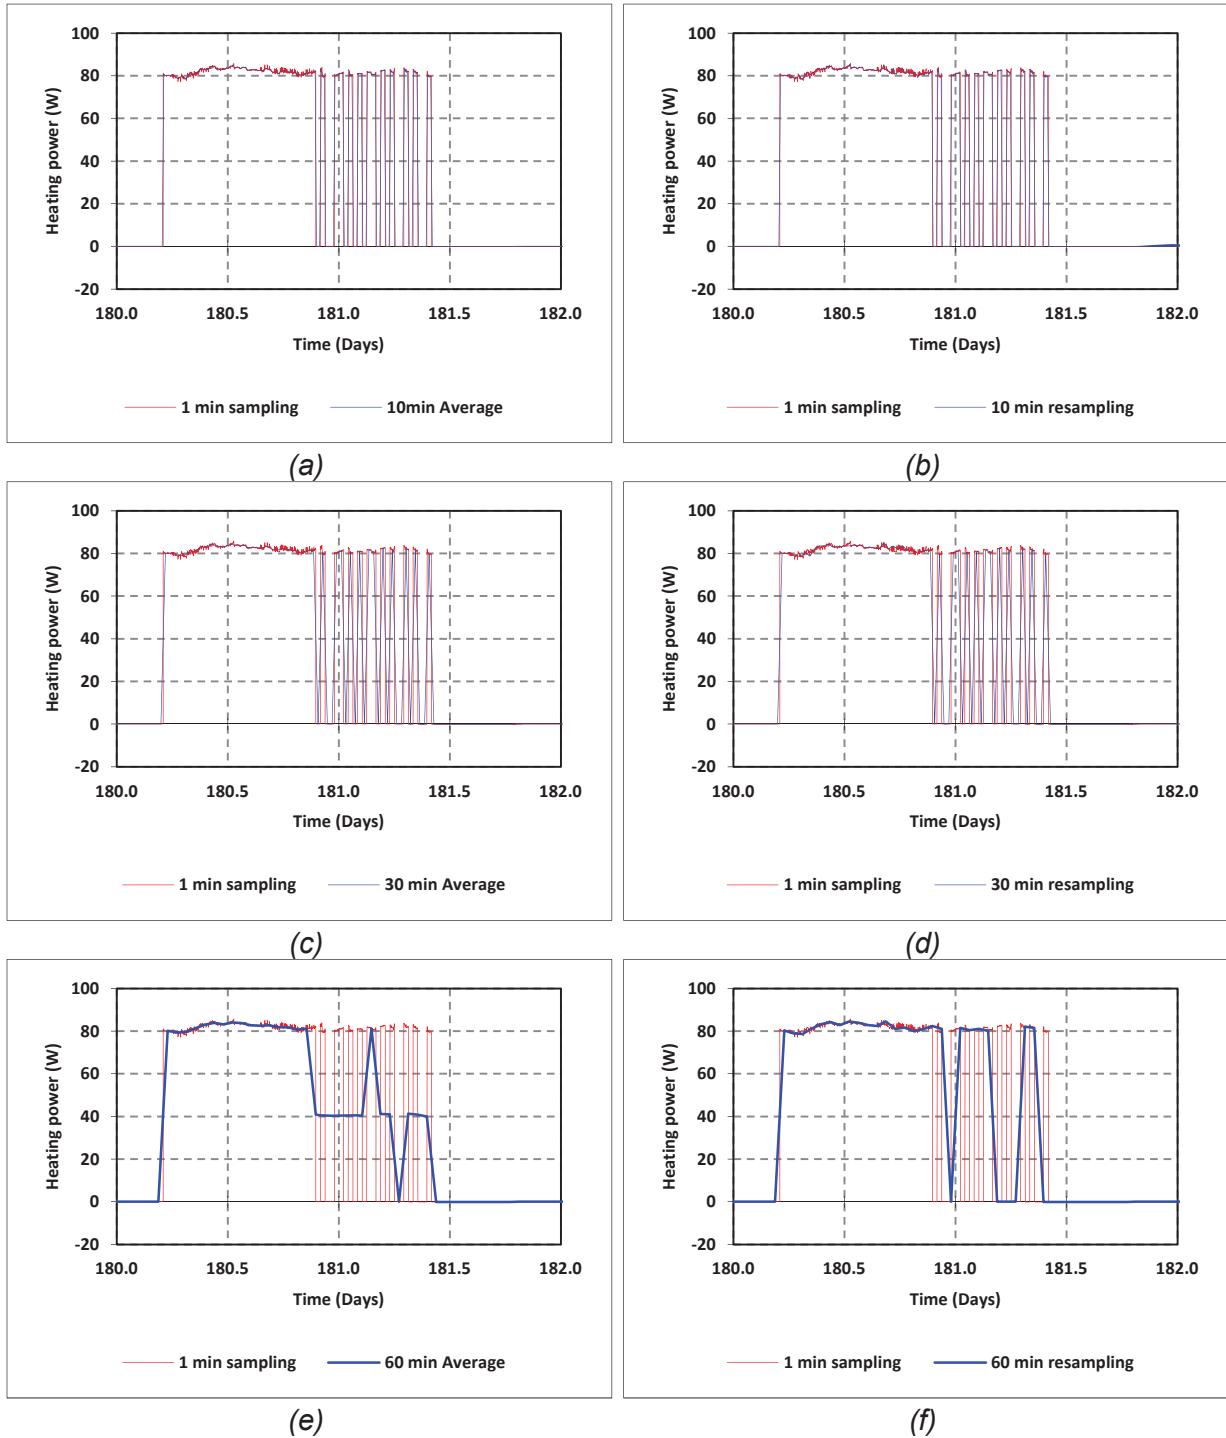 100
80
60
40
20
0
-20
Heating power (W)
180.0 180.5 181.0 181.5 182.0
Time (Days)
1 min sampling 10min Average
(a)
100
80
60
40
20
0
-20
Heating power (W)
180.0 180.5 181.0 181.5 182.0
Time (Days)
1 min sampling 10 min resampling
(b)
100
80
60
40
20
0
-20
Heating power (W)
180.0 180.5 181.0 181.5 182.0
Time (Days)
1 min sampling 30 min Average
(c)
100
80
60
40
20
0
-20
Heating power (W)
180.0 180.5 181.0 181.5 182.0
Time (Days)
1 min sampling 30 min resampling
(d)
100
80
60
40
20
0
-20
Heating power (W)
180.0 180.5 181.0 181.5 182.0
Time (Days)
1 min sampling 60 min Average
(e)
100
80
60
40
20
0
-20
Heating power (W)
180.0 180.5 181.0 181.5 182.0
Time (Days)
1 min sampling 60 min resampling
(f)